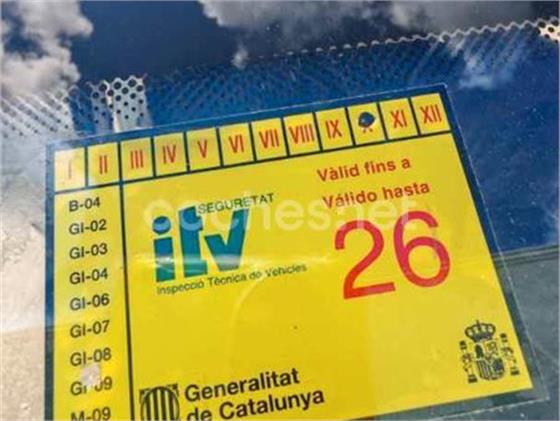 I II III IV V VI VII VIII IX XI XII
B-04
GI-02
GI-03
GI-04
GI-06
GI-07
GI-08
GI-09
M-09
SEGURETAT
itv
Inspecció Tècnica de Vehicles
Vàlid fins a
Válido hasta
26
coches.net
Generalitat
de Catalunya